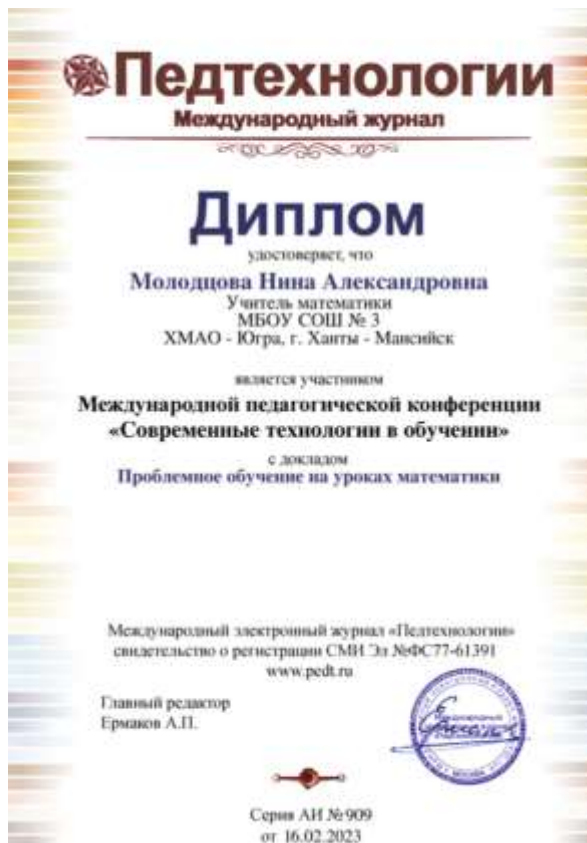 Педтехнологии
Международный журнал
Диплом
удостоверяет, что
Молодцова Нина Александровна
Учитель математики
МБОУ СОШ № 3
ХМАО - Югра, г. Ханты - Мансийск
является участником
Международной педагогической конференции
«Современные технологии в обучении»
с докладом
Проблемное обучение на уроках математики
Международный электронный журнал «Педтехнологии»
свидетельство о регистрации СМИ Эл №ФС77-61391
www.pedt.ru
Главный редактор
Ермаков А.П.
Серия АИ №909
от 16.02.2023